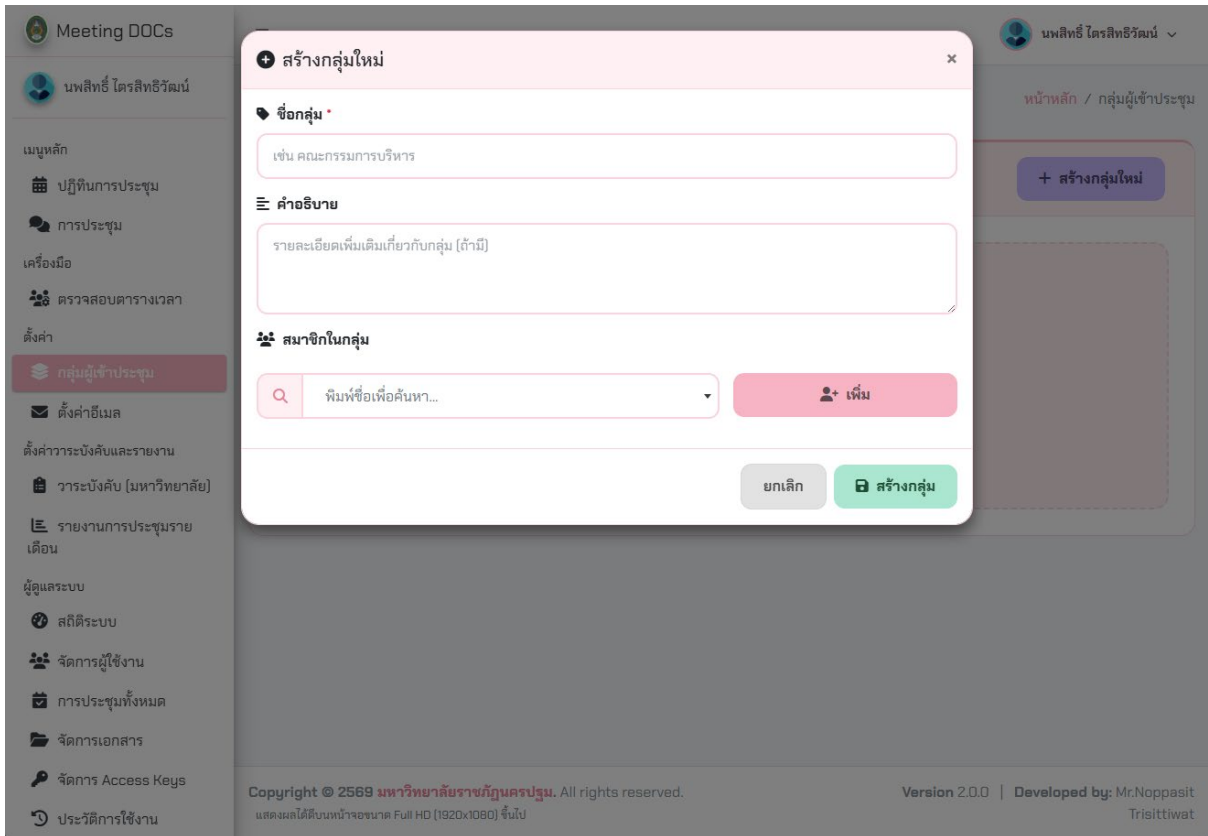 Meeting DOCs
นพสิทธิ์ ไตรสิทธิวัฒน์
นพสิทธิ์ ไตรสิทธิวัฒน์
เมนูหลัก
ปฏิทินการประชุม
การประชุม
เครื่องมือ
ตรวจสอบตารางเวลา
ตั้งค่า
กลุ่มผู้เข้าประชุม
ตั้งค่าอีเมล
ตั้งค่าวาระบังคับและรายงาน
วาระบังคับ (มหาวิทยาลัย)
รายงานการประชุมราย
เดือน
ผู้ดูแลระบบ
สถิติระบบ
จัดการผู้ใช้งาน
การประชุมทั้งหมด
จัดการเอกสาร
จัดการ Access Keys
ประวัติการใช้งาน
หน้าหลัก / กลุ่มผู้เข้าประชุม
+ สร้างกลุ่มใหม่
สร้างกลุ่มใหม่ ×
ชื่อกลุ่ม *
เช่น คณะกรรมการบริหาร
คำอธิบาย
รายละเอียดเพิ่มเติมเกี่ยวกับกลุ่ม (ถ้ามี)
สมาชิกในกลุ่ม
พิมพ์ชื่อเพื่อค้นหา...
เพิ่ม
ยกเลิก
สร้างกลุ่ม
Copyright © 2569 มหาวิทยาลัยราชภัฏนครปฐม. All rights reserved.
แสดงผลได้ดีบนหน้าจอขนาด Full HD (1920x1080) ขึ้นไป
Version 2.0.0 | Developed by: Mr.Noppasit
Trisittiwat